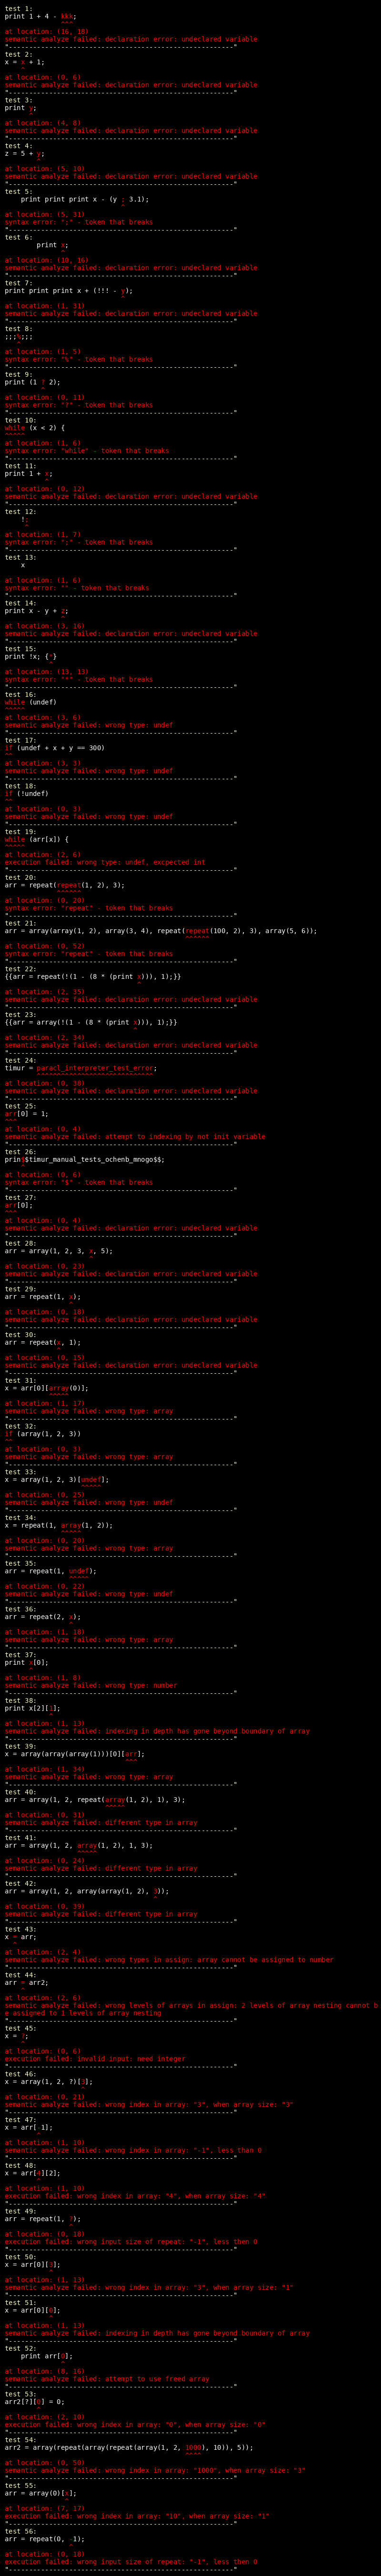 test 1:
print 1 + 4 - kkk;
^^^
at location: (16, 18)
semantic analyze failed: declaration error: undeclared variable
"--------------------------------------------------------"
test 2:
x = x + 1;
^
at location: (0, 6)
semantic analyze failed: declaration error: undeclared variable
"--------------------------------------------------------"
test 3:
print y;
^
at location: (4, 8)
semantic analyze failed: declaration error: undeclared variable
"--------------------------------------------------------"
test 4:
z = 5 + y;
^
at location: (5, 10)
semantic analyze failed: declaration error: undeclared variable
"--------------------------------------------------------"
test 5:
print print print x - (y ; 3.1);
^
at location: (5, 31)
syntax error: ";" - token that breaks
"--------------------------------------------------------"
test 6:
print x;
^
at location: (10, 16)
semantic analyze failed: declaration error: undeclared variable
"--------------------------------------------------------"
test 7:
print print print x + (!!! - y);
^
at location: (1, 31)
semantic analyze failed: declaration error: undeclared variable
"--------------------------------------------------------"
test 8:
;;;%;;;
^
at location: (1, 5)
syntax error: "%" - token that breaks
"--------------------------------------------------------"
test 9:
print (1 ? 2);
^
at location: (0, 11)
syntax error: "?" - token that breaks
"--------------------------------------------------------"
test 10:
while (x < 2) {
^^^^^
at location: (1, 6)
syntax error: "while" - token that breaks
"--------------------------------------------------------"
test 11:
print 1 + x;
^
at location: (0, 12)
semantic analyze failed: declaration error: undeclared variable
"--------------------------------------------------------"
test 12:
!;
^
at location: (1, 7)
syntax error: ";" - token that breaks
"--------------------------------------------------------"
test 13:
x
at location: (1, 6)
syntax error: "" - token that breaks
"--------------------------------------------------------"
test 14:
print x - y + z;
^
at location: (3, 16)
semantic analyze failed: declaration error: undeclared variable
"--------------------------------------------------------"
test 15:
print !x; {*}
^
at location: (13, 13)
syntax error: "*" - token that breaks
"--------------------------------------------------------"
test 16:
while (undef)
^^^^^
at location: (3, 6)
semantic analyze failed: wrong type: undef
"--------------------------------------------------------"
test 17:
if (undef + x + y == 300)
^^
at location: (3, 3)
semantic analyze failed: wrong type: undef
"--------------------------------------------------------"
test 18:
if (!undef)
^^
at location: (0, 3)
semantic analyze failed: wrong type: undef
"--------------------------------------------------------"
test 19:
while (arr[x]) {
^^^^^
at location: (2, 6)
execution failed: wrong type: undef, excpected int
"--------------------------------------------------------"
test 20:
arr = repeat(repeat(1, 2), 3);
^^^^^^
at location: (0, 20)
syntax error: "repeat" - token that breaks
"--------------------------------------------------------"
test 21:
arr = array(array(1, 2), array(3, 4), repeat(repeat(100, 2), 3), array(5, 6));
^^^^^^
at location: (0, 52)
syntax error: "repeat" - token that breaks
"--------------------------------------------------------"
test 22:
{{arr = repeat(!(1 - (8 * (print x))), 1);}}
^
at location: (2, 35)
semantic analyze failed: declaration error: undeclared variable
"--------------------------------------------------------"
test 23:
{{arr = array(!(1 - (8 * (print x))), 1);}}
^
at location: (2, 34)
semantic analyze failed: declaration error: undeclared variable
"--------------------------------------------------------"
test 24:
timur = paracl_interpreter_test_error;
^^^^^^^^^^^^^^^^^^^^^^^^^^^^^
at location: (0, 38)
semantic analyze failed: declaration error: undeclared variable
"--------------------------------------------------------"
test 25:
arr[0] = 1;
^^^
at location: (0, 4)
semantic analyze failed: attempt to indexing by not init variable
"--------------------------------------------------------"
test 26:
prin$$timur_manual_tests_ochenb_mnogo$$;
^
at location: (0, 6)
syntax error: "$" - token that breaks
"--------------------------------------------------------"
test 27:
arr[0];
^^^
at location: (0, 4)
semantic analyze failed: declaration error: undeclared variable
"--------------------------------------------------------"
test 28:
arr = array(1, 2, 3, x, 5);
^
at location: (0, 23)
semantic analyze failed: declaration error: undeclared variable
"--------------------------------------------------------"
test 29:
arr = repeat(1, x);
^
at location: (0, 18)
semantic analyze failed: declaration error: undeclared variable
"--------------------------------------------------------"
test 30:
arr = repeat(x, 1);
^
at location: (0, 15)
semantic analyze failed: declaration error: undeclared variable
"--------------------------------------------------------"
test 31:
x = arr[0][array(0)];
^^^^^
at location: (1, 17)
semantic analyze failed: wrong type: array
"--------------------------------------------------------"
test 32:
if (array(1, 2, 3))
^^
at location: (0, 3)
semantic analyze failed: wrong type: array
"--------------------------------------------------------"
test 33:
x = array(1, 2, 3)[undef];
^^^^^
at location: (0, 25)
semantic analyze failed: wrong type: undef
"--------------------------------------------------------"
test 34:
x = repeat(1, array(1, 2));
^^^^^
at location: (0, 20)
semantic analyze failed: wrong type: array
"--------------------------------------------------------"
test 35:
arr = repeat(1, undef);
^^^^^
at location: (0, 22)
semantic analyze failed: wrong type: undef
"--------------------------------------------------------"
test 36:
arr = repeat(2, x);
^
at location: (1, 18)
semantic analyze failed: wrong type: array
"--------------------------------------------------------"
test 37:
print x[0];
^
at location: (1, 8)
semantic analyze failed: wrong type: number
"--------------------------------------------------------"
test 38:
print x[2][1];
^
at location: (1, 13)
semantic analyze failed: Indexing in depth has gone beyond boundary of array
"--------------------------------------------------------"
test 39:
x = array(array(array(1)))[0][arr];
^^^
at location: (1, 34)
semantic analyze failed: wrong type: array
"--------------------------------------------------------"
test 40:
arr = array(1, 2, repeat(array(1, 2), 1), 3);
^^^^^
at location: (0, 31)
semantic analyze failed: different type in array
"--------------------------------------------------------"
test 41:
arr = array(1, 2, array(1, 2), 1, 3);
^^^^^
at location: (0, 24)
semantic analyze failed: different type in array
"--------------------------------------------------------"
test 42:
arr = array(1, 2, array(array(1, 2), 3));
^
at location: (0, 39)
semantic analyze failed: different type in array
"--------------------------------------------------------"
test 43:
x = arr;
^
at location: (2, 4)
semantic analyze failed: wrong types in assign: array cannot be assigned to number
"--------------------------------------------------------"
test 44:
arr = arr2;
^
at location: (2, 6)
semantic analyze failed: wrong levels of arrays in assign: 2 levels of array nesting cannot b
e assigned to 1 levels of array nesting
"--------------------------------------------------------"
test 45:
x = ?;
^
at location: (0, 6)
execution failed: invalid input: need integer
"--------------------------------------------------------"
test 46:
x = array(1, 2, ?)[3];
^
at location: (0, 21)
semantic analyze failed: wrong index in array: "3", when array size: "3"
"--------------------------------------------------------"
test 47:
x = arr[-1];
^
at location: (1, 10)
semantic analyze failed: wrong index in array: "-1", less than 0
"--------------------------------------------------------"
test 48:
x = arr[4][2];
^
at location: (1, 10)
execution failed: wrong index in array: "4", when array size: "4"
"--------------------------------------------------------"
test 49:
arr = repeat(1, ?);
^
at location: (0, 18)
execution failed: wrong input size of repeat: "-1", less then 0
"--------------------------------------------------------"
test 50:
x = arr[0][3];
^
at location: (1, 13)
semantic analyze failed: wrong index in array: "3", when array size: "1"
"--------------------------------------------------------"
test 51:
x = arr[0][0];
^
at location: (1, 13)
semantic analyze failed: Indexing in depth has gone beyond boundary of array
"--------------------------------------------------------"
test 52:
print arr[0];
^
at location: (8, 16)
semantic analyze failed: attempt to use freed array
"--------------------------------------------------------"
test 53:
arr2[?][0] = 0;
^
at location: (2, 10)
execution failed: wrong index in array: "0", when array size: "0"
"--------------------------------------------------------"
test 54:
arr2 = array(repeat(array(repeat(array(1, 2, 1000), 10)), 5));
^^^^
at location: (0, 50)
semantic analyze failed: wrong index in array: "1000", when array size: "3"
"--------------------------------------------------------"
test 55:
arr = array(0)[x];
^
at location: (7, 17)
execution failed: wrong index in array: "10", when array size: "1"
"--------------------------------------------------------"
test 56:
arr = repeat(0, -1);
^
at location: (0, 18)
execution failed: wrong input size of repeat: "-1", less then 0
"--------------------------------------------------------"